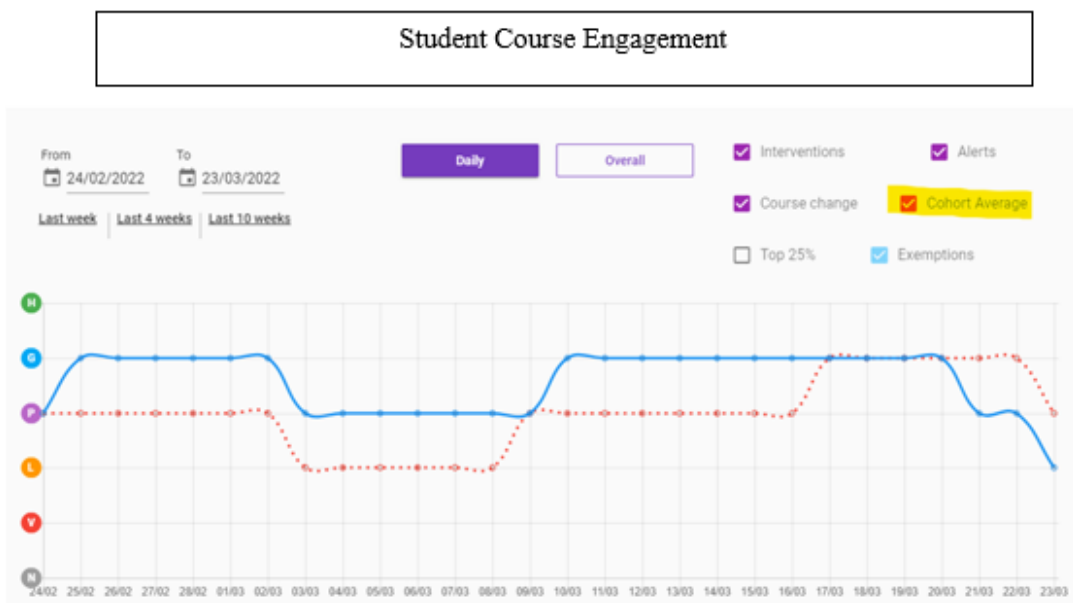 Student Course Engagement
From To
24/02/2022 23/03/2022
Last week Last 4 weeks Last 10 weeks
Daily Overall
Interventions Alerts
Course change Cohort Average
Top 25% Exemptions
H
G
P
L
V
N
24/02 25/02 26/02 27/02 28/02 01/03 02/03 03/03 04/03 05/03 06/03 07/03 08/03 09/03 10/03 11/03 12/03 13/03 14/03 15/03 16/03 17/03 18/03 19/03 20/03 21/03 22/03 23/03